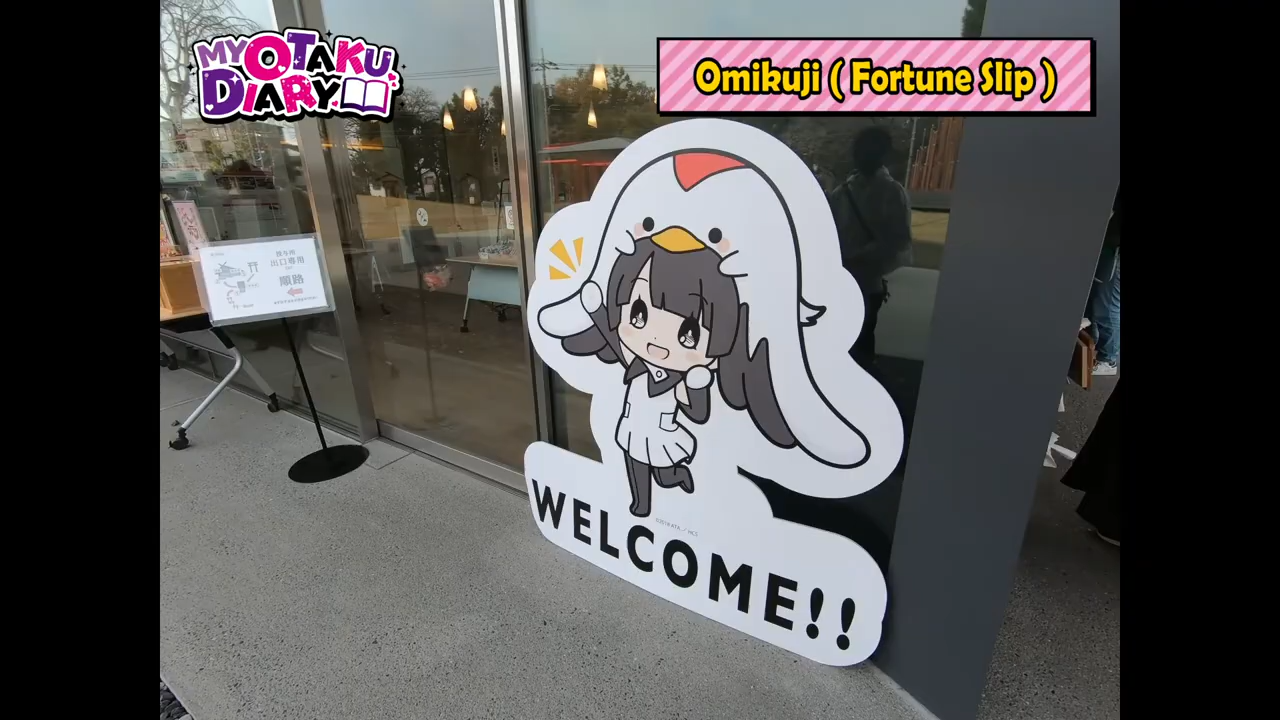 MY OTAKU
DIARY
Omikuji ( Fortune Slip )
出口専用
順路
WELCOME!!